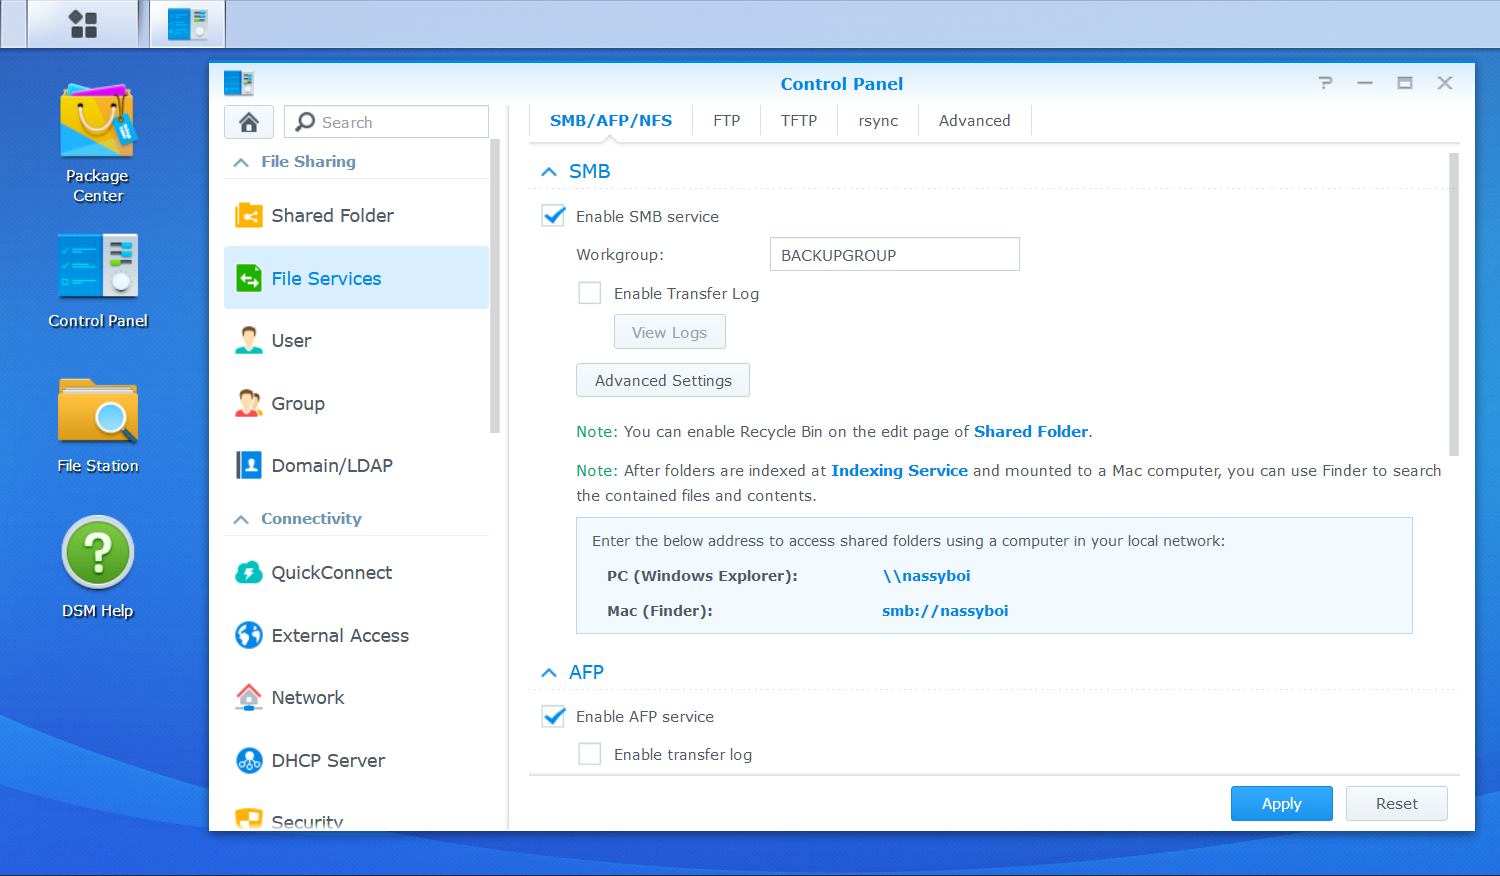 Package
Center
Control Panel
File Station
DSM Help
Control Panel
Search
File Sharing
Shared Folder
File Services
User
Group
Domain/LDAP
Connectivity
QuickConnect
External Access
Network
DHCP Server
Security
SMB/AFP/NFS
FTP
TFTP
rsync
Advanced
SMB
Enable SMB service
Workgroup: BACKUPGROUP
Enable Transfer Log
View Logs
Advanced Settings
Note: You can enable Recycle Bin on the edit page of Shared Folder.
Note: After folders are indexed at Indexing Service and mounted to a Mac computer, you can use Finder to search
the contained files and contents.
Enter the below address to access shared folders using a computer in your local network:
PC (Windows Explorer): \\nassyboi
Mac (Finder): smb://nassyboi
AFP
Enable AFP service
Enable transfer log
Apply
Reset